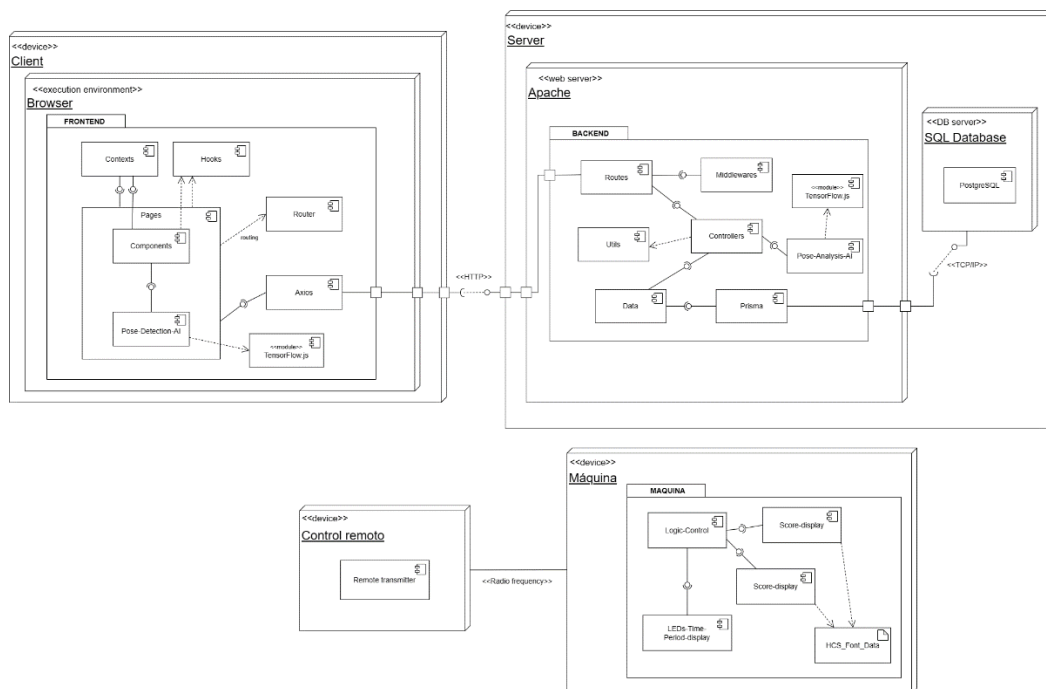 <<device>>
Client
<<execution environment>>
Browser
FRONTEND
Contexts
Hooks
Pages
Components
Router
routing
Axios
Pose-Detection-AI
<<module>>
TensorFlow.js
<<HTTP>>
<<device>>
Server
<<web server>>
Apache
BACKEND
Routes
Middlewares
<<module>>
TensorFlow.js
Utils
Controllers
Pose-Analysis-AI
Data
Prisma
<<DB server>>
SQL Database
PostgreSQL
<<TCP/IP>>
<<device>>
Control remoto
Remote transmitter
<<Radio frequency>>
<<device>>
Máquina
MAQUINA
Logic-Control
Score-display
Score-display
LEDs-Time-
Period-display
HCS_Font_Data